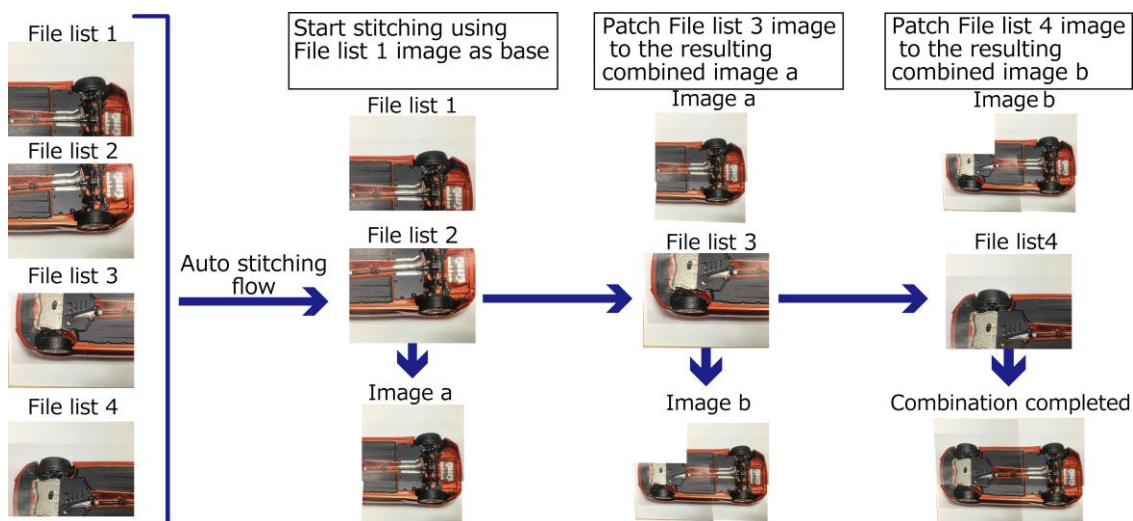 File list 1
File list 2
File list 3
File list 4
Auto stitching
flow
Start stitching using
File list 1 image as base
File list 1
File list 2
Image a
Patch File list 3 image
to the resulting
combined image a
Image a
File list 3
Image b
Patch File list 4 image
to the resulting
combined image b
Image b
File list4
Combination completed